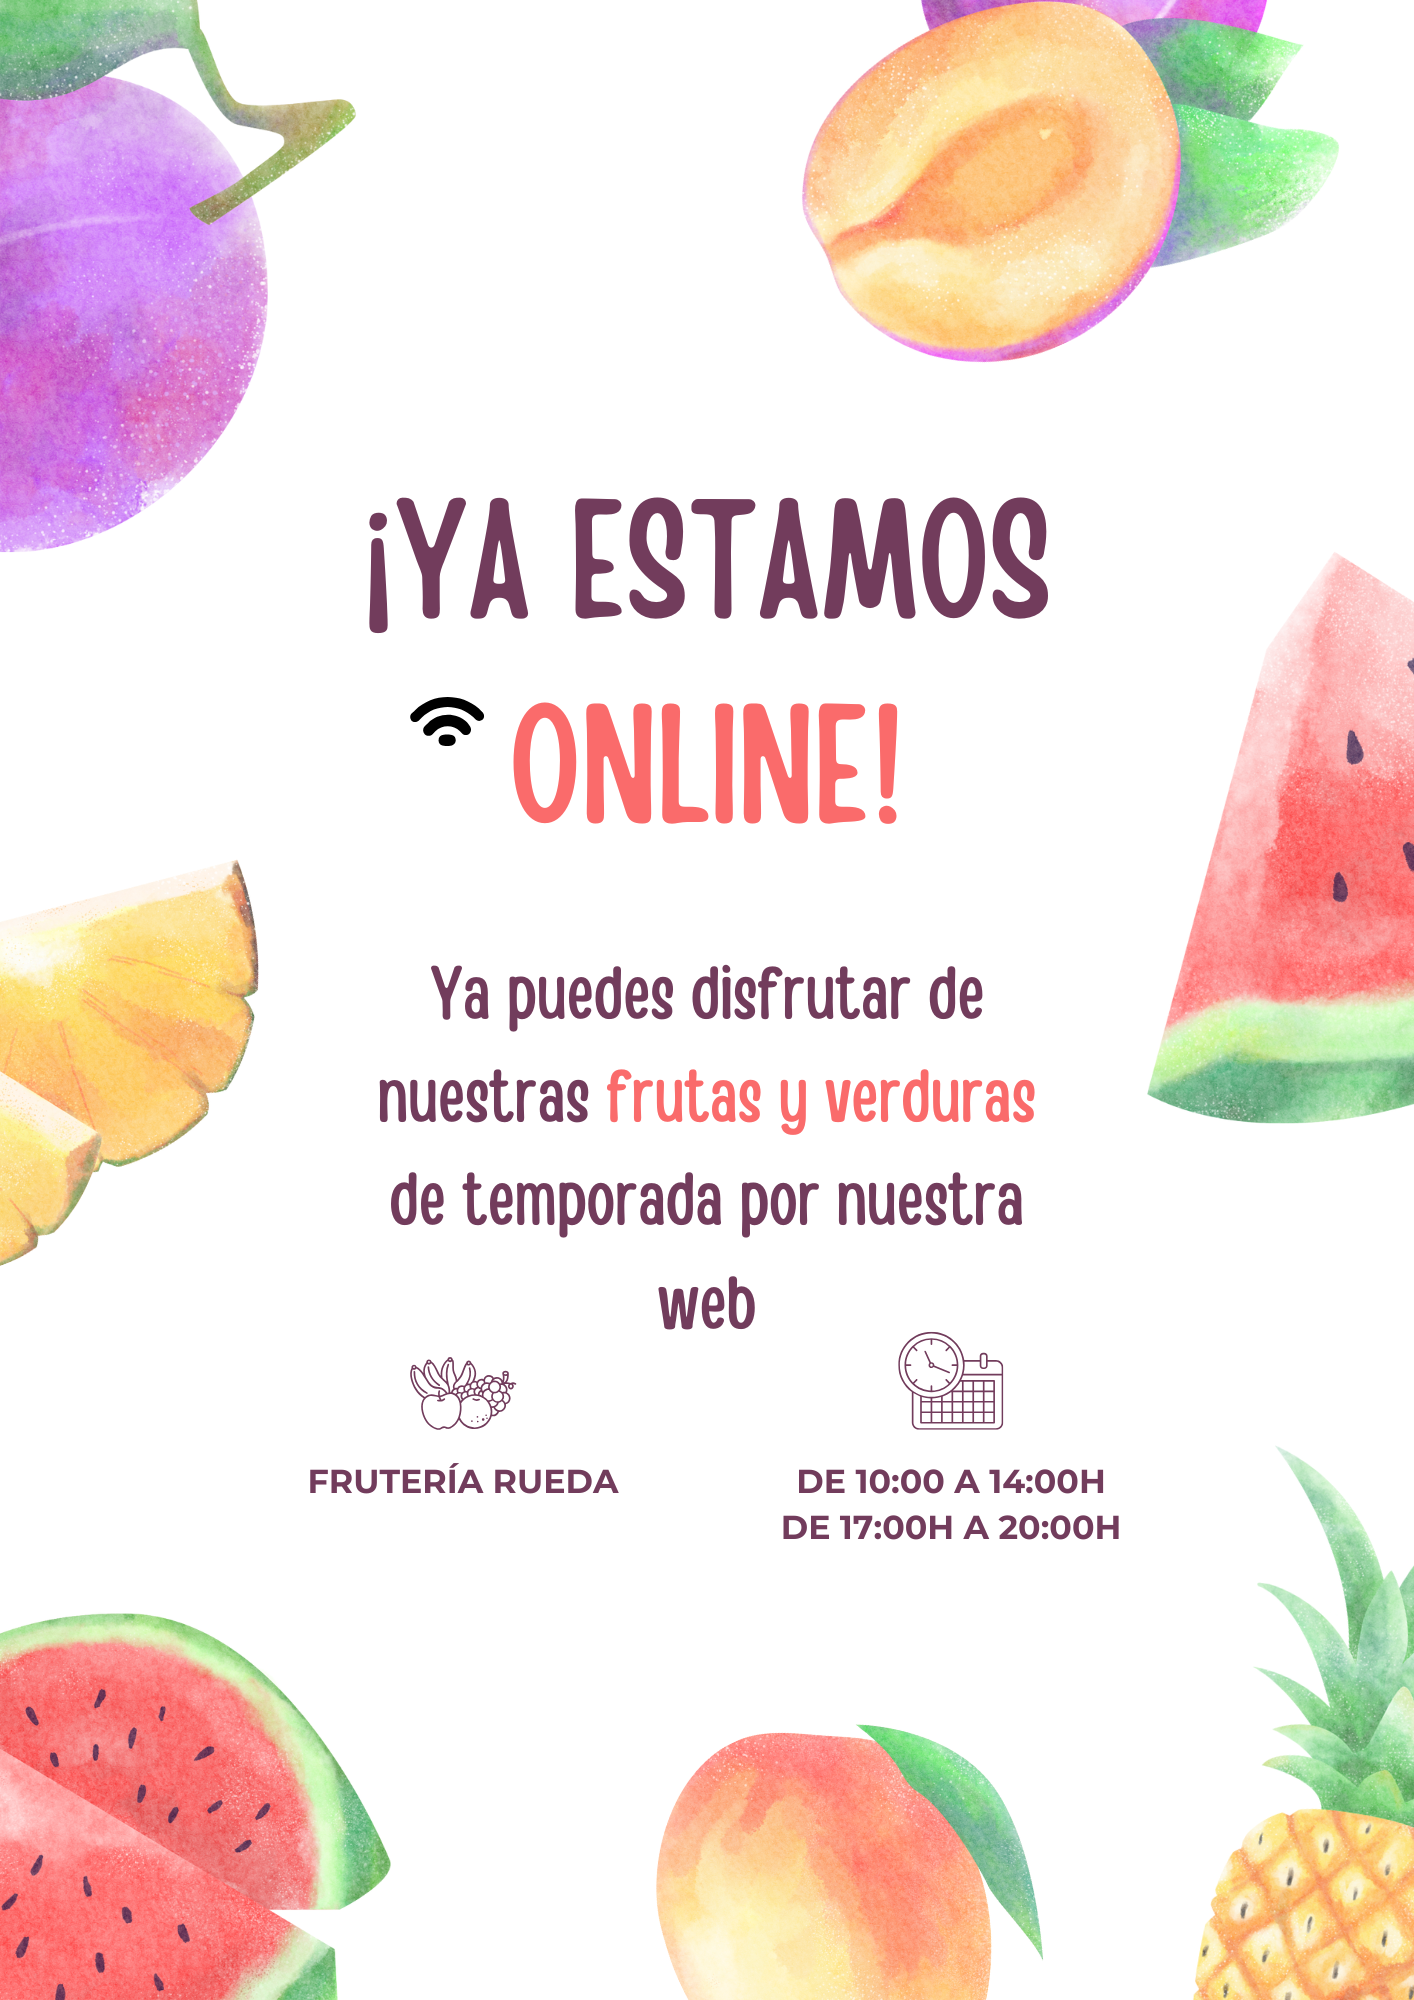 ¡YA ESTAMOS
ONLINE!
Ya puedes disfrutar de
nuestras frutas y verduras
de temporada por nuestra
web
FRUTERÍA RUEDA
DE 10:00 A 14:00H
DE 17:00H A 20:00H